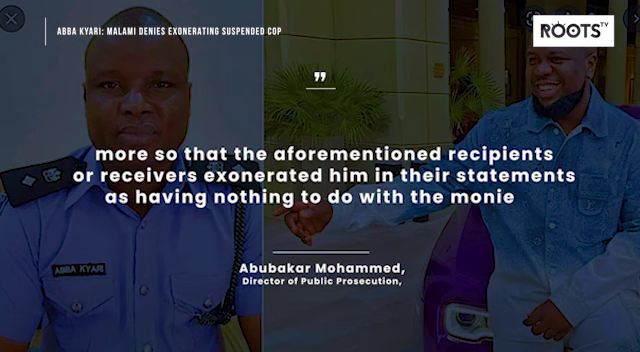 ABBA KYARI: MALAMI DENIES EXONERATING SUSPENDED COP
ROOTS TV
”
more so that the aforementioned recipients
or receivers exonerated him in their statements
as having nothing to do with the monie
Abubakar Mohammed,
Director of Public Prosecution,
ABBA KYARI